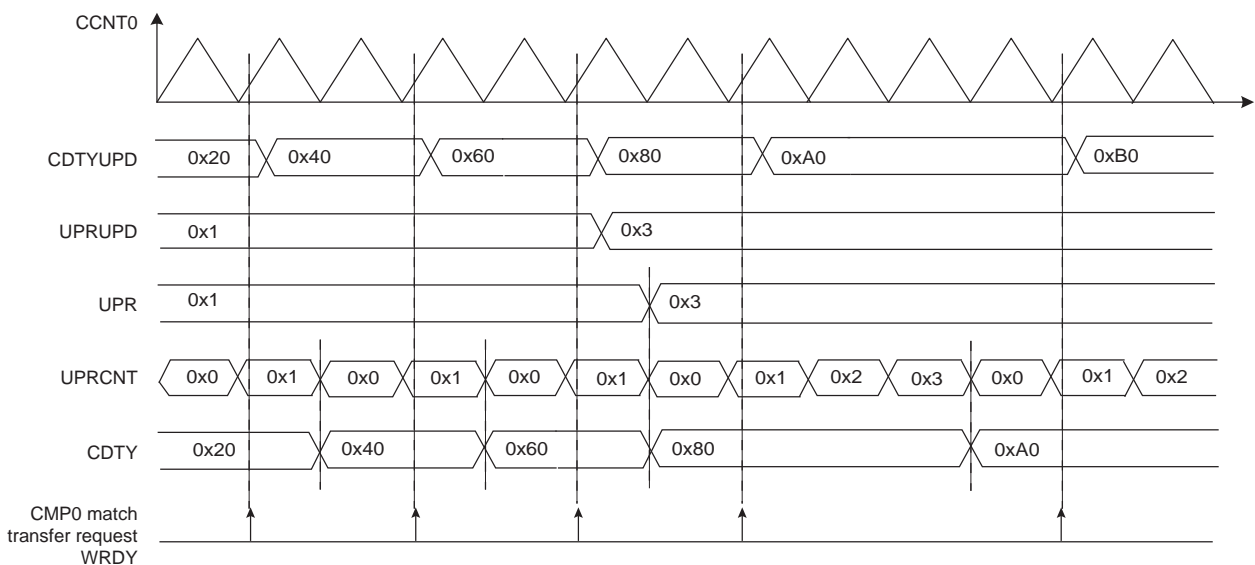 CCNT0
CDTYUPD 0x20 0x40 0x60 0x80 0xA0 0xB0
UPRUPD 0x1 0x3
UPR 0x1 0x3
UPRCNT 0x0 0x1 0x0 0x1 0x0 0x1 0x0 0x1 0x2 0x3 0x0 0x1 0x2
CDTY 0x20 0x40 0x60 0x80 0xA0
CMP0 match
transfer request
WRDY